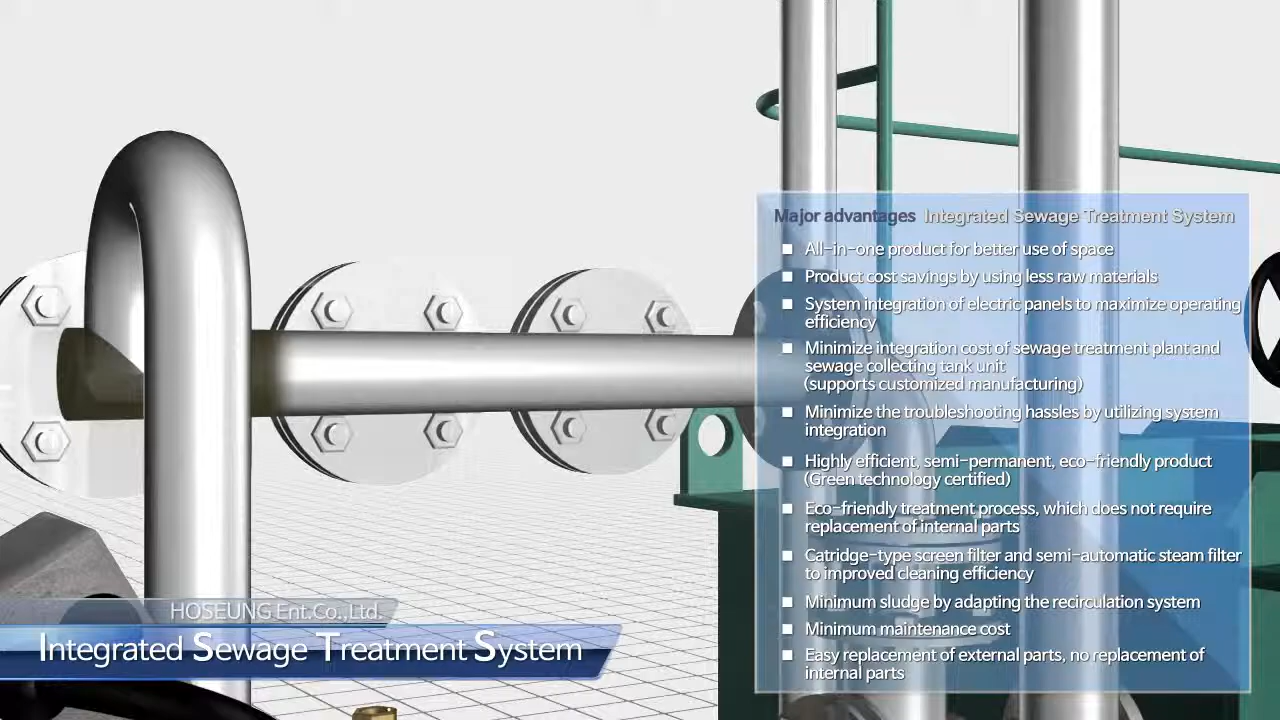 Major advantages Integrated Sewage Treatment System
All-in-one product for better use of space
Product cost savings by using less raw materials
System integration of electric panels to maximize operating
efficiency
Minimize integration cost of sewage treatment plant and
sewage collecting tank unit
(supports customized manufacturing)
Minimize the troubleshooting hassles by utilizing system
integration
Highly efficient, semi-permanent, eco-friendly product
(Green technology certified)
Eco-friendly treatment process, which does not require
replacement of internal parts
Catridge-type screen filter and semi-automatic steam filter
to improved cleaning efficiency
Minimum sludge by adapting the recirculation system
Minimum maintenance cost
Easy replacement of external parts, no replacement of
internal parts
HOSEUNG Ent.Co.,Ltd.
Integrated Sewage Treatment System